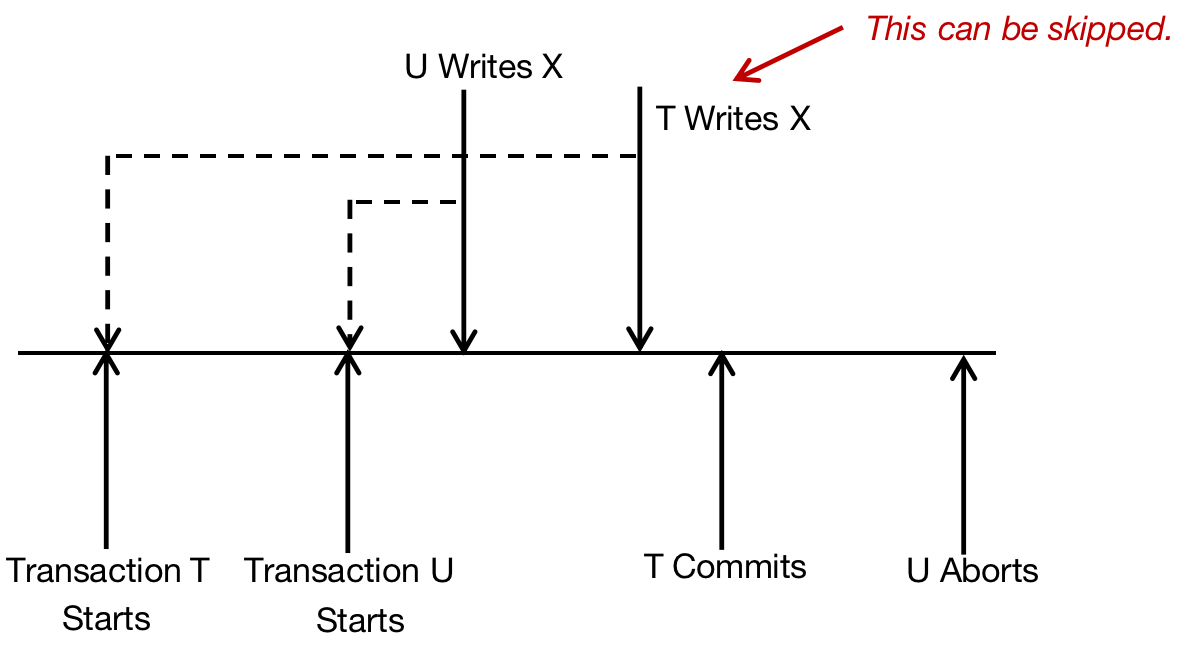 This can be skipped.
U Writes X
T Writes X
Transaction T
Starts
Transaction U
Starts
T Commits
U Aborts